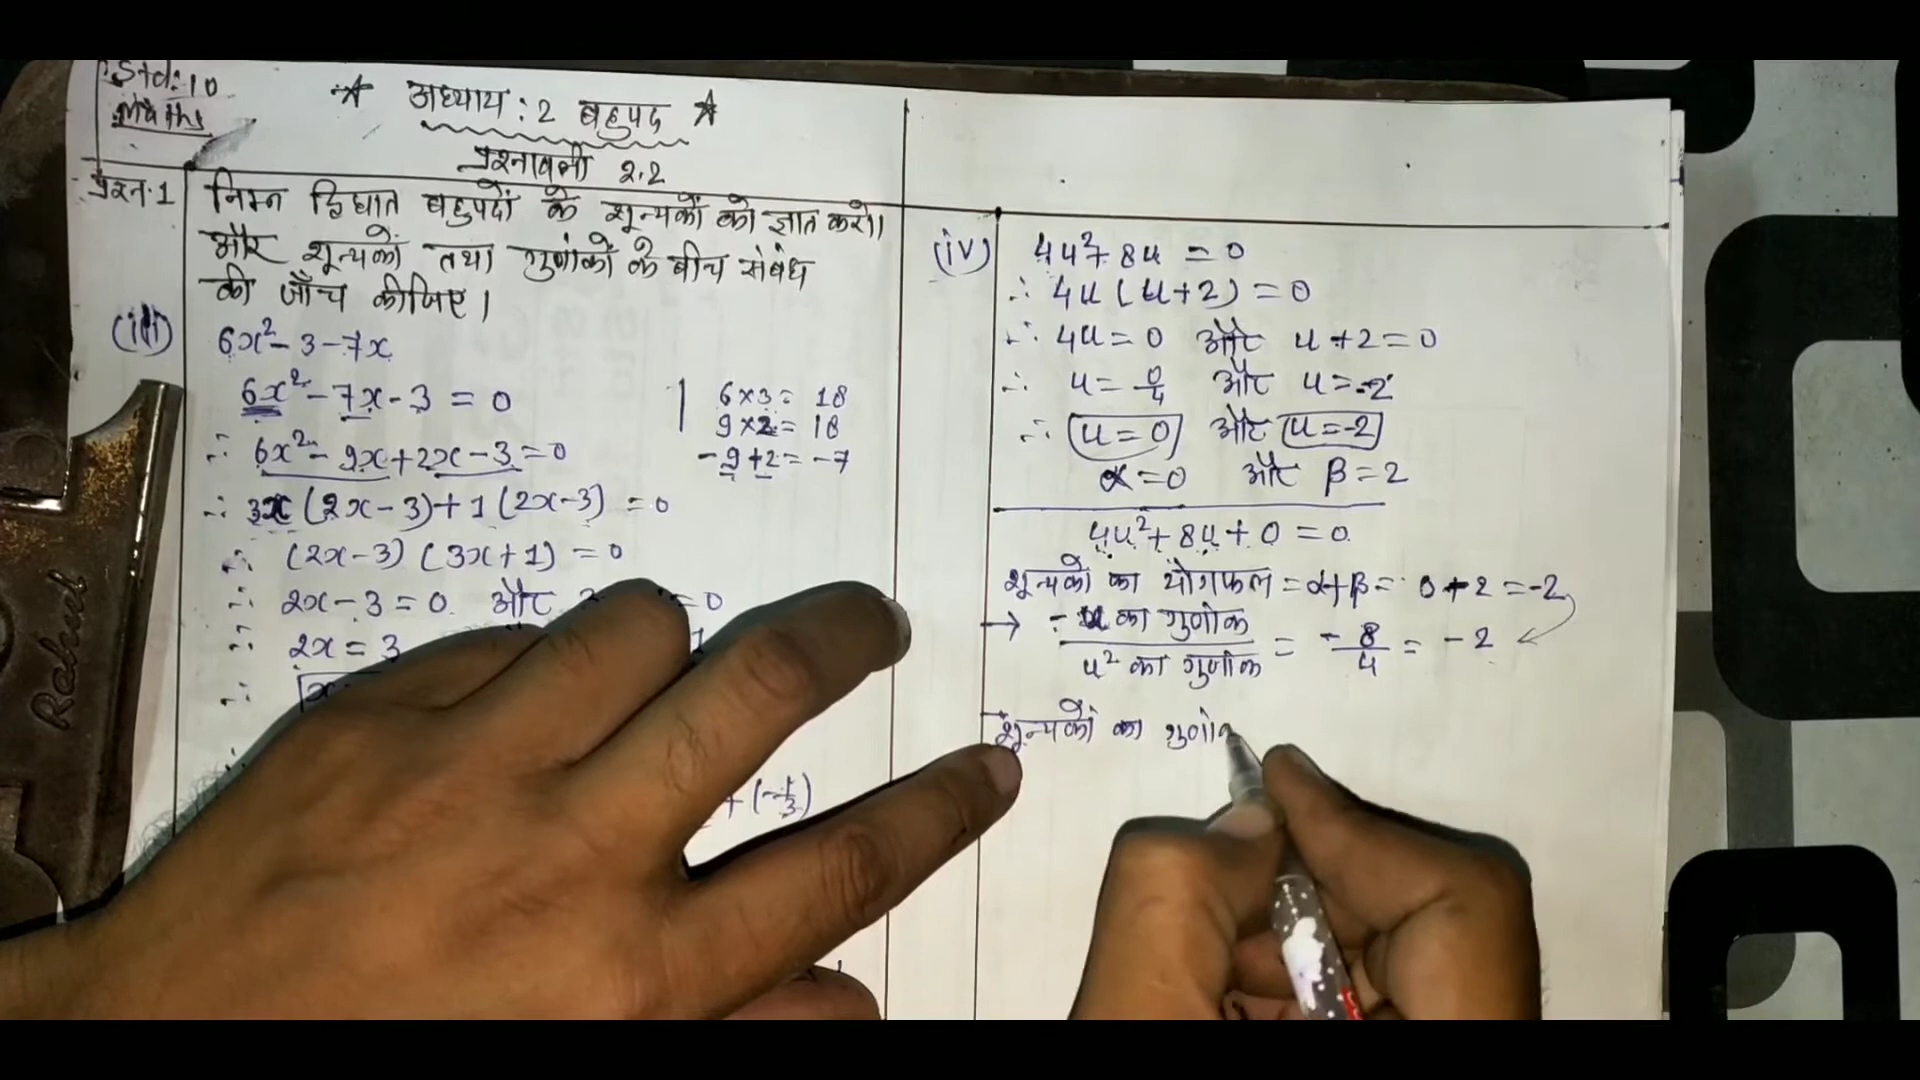 Std: 10
Maths
★ अध्याय : 2 बहुपद ★
प्रश्नावली 2.2
प्रश्न.1
निम्न द्विघात बहुपदों के शून्यकों को ज्ञात करो।
और शून्यकों तथा गुणांकों के बीच संबंध
की जाँच कीजिए।
(iii) 6x² - 3 - 7x
6x² - 7x - 3 = 0
6×3 = 18
9×2 = 18
-9+2 = -7
∴ 6x² - 9x + 2x - 3 = 0
∴ 3x (2x - 3) + 1 (2x - 3) = 0
∴ (2x - 3) (3x + 1) = 0
∴ 2x - 3 = 0 और = 0
∴ 2x = 3 1
∴ x
+ (-1/3)
(iv) 4u² + 8u = 0
∴ 4u (u + 2) = 0
∴ 4u = 0 और u + 2 = 0
∴ u = 0/4 और u = -2
∴ u = 0 और u = -2
α = 0 और β = 2
4u² + 8u + 0 = 0
शून्यकों का योगफल = α+β = 0 + 2 = -2
→ - u का गुणांक / u² का गुणांक = - 8/4 = - 2
शून्यकों का
Rahul